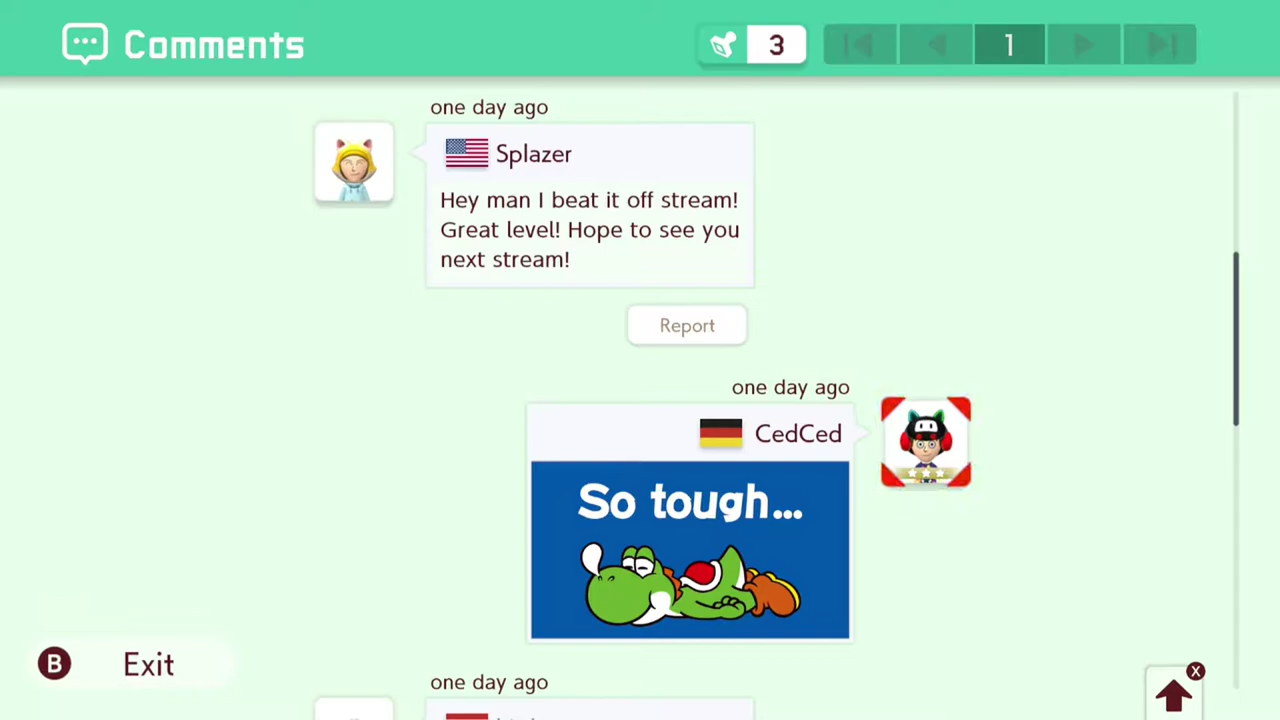 Comments
3
1
one day ago
Splazer
Hey man I beat it off stream!
Great level! Hope to see you
next stream!
Report
one day ago
CedCed
So tough...
B Exit
one day ago
X